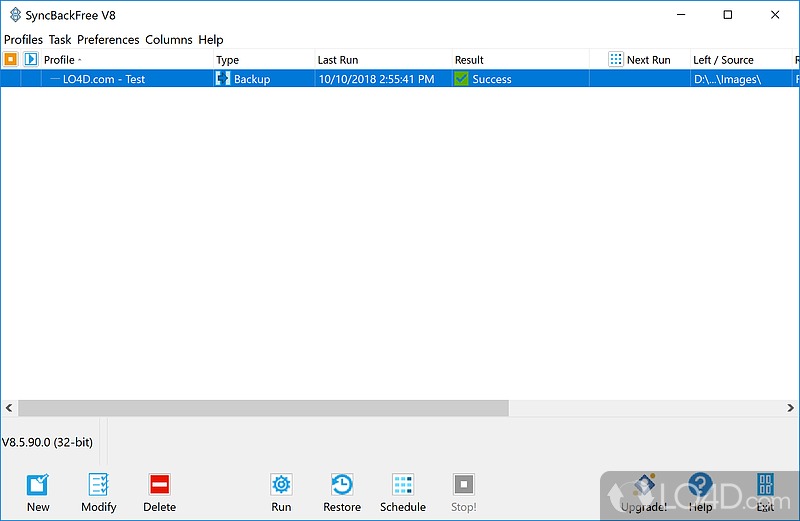 SyncBackFree V8
Profiles Task Preferences Columns Help
Profile Type Last Run Result Next Run Left / Source R
LO4D.com - Test Backup 10/10/2018 2:55:41 PM Success D:\...\Images\
V8.5.90.0 (32-bit)
New Modify Delete Run Restore Schedule Stop! Upgrade! Help Exit
LO4D.com